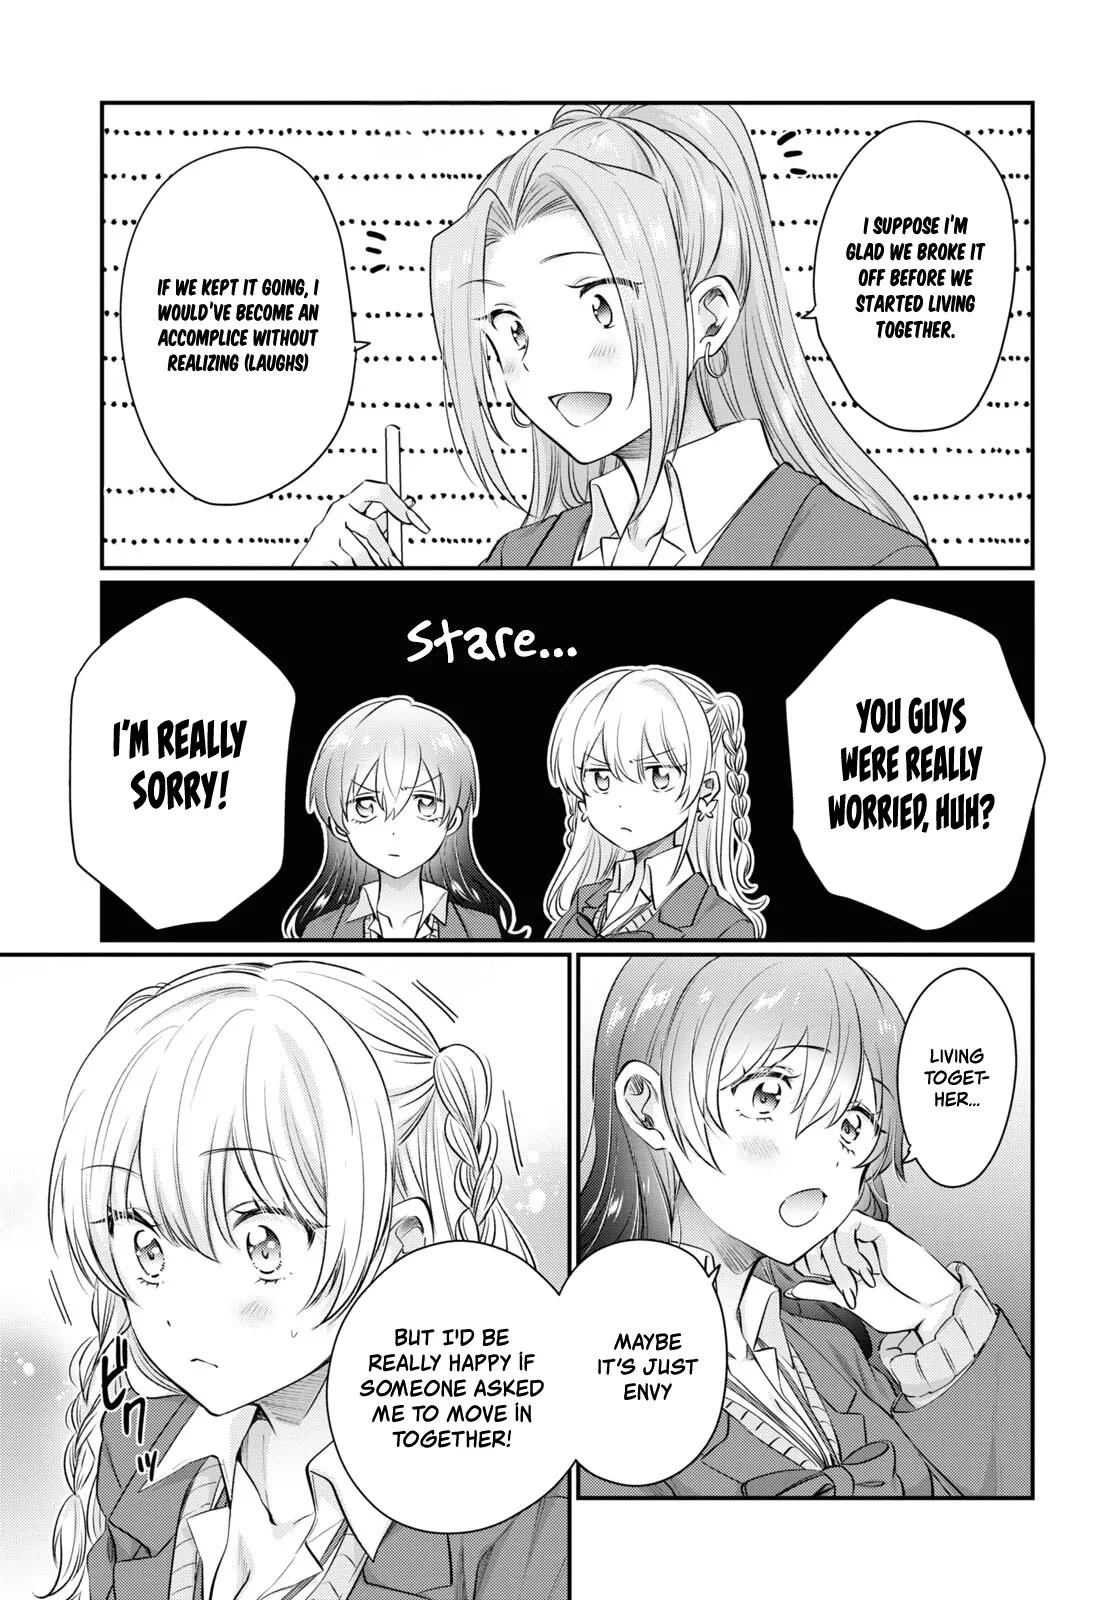 I SUPPOSE I'M
GLAD WE BROKE IT
OFF BEFORE WE
STARTED LIVING
TOGETHER.
IF WE KEPT IT GOING, I
WOULD'VE BECOME AN
ACCOMPLICE WITHOUT
REALIZING (LAUGHS)
YOU GUYS
WERE REALLY
WORRIED, HUH?
Stare...
I'M REALLY
SORRY!
LIVING
TOGET-
HER...
MAYBE
IT'S JUST
ENVY
BUT I'D BE
REALLY HAPPY IF
SOMEONE ASKED
ME TO MOVE IN
TOGETHER!
ビクッ